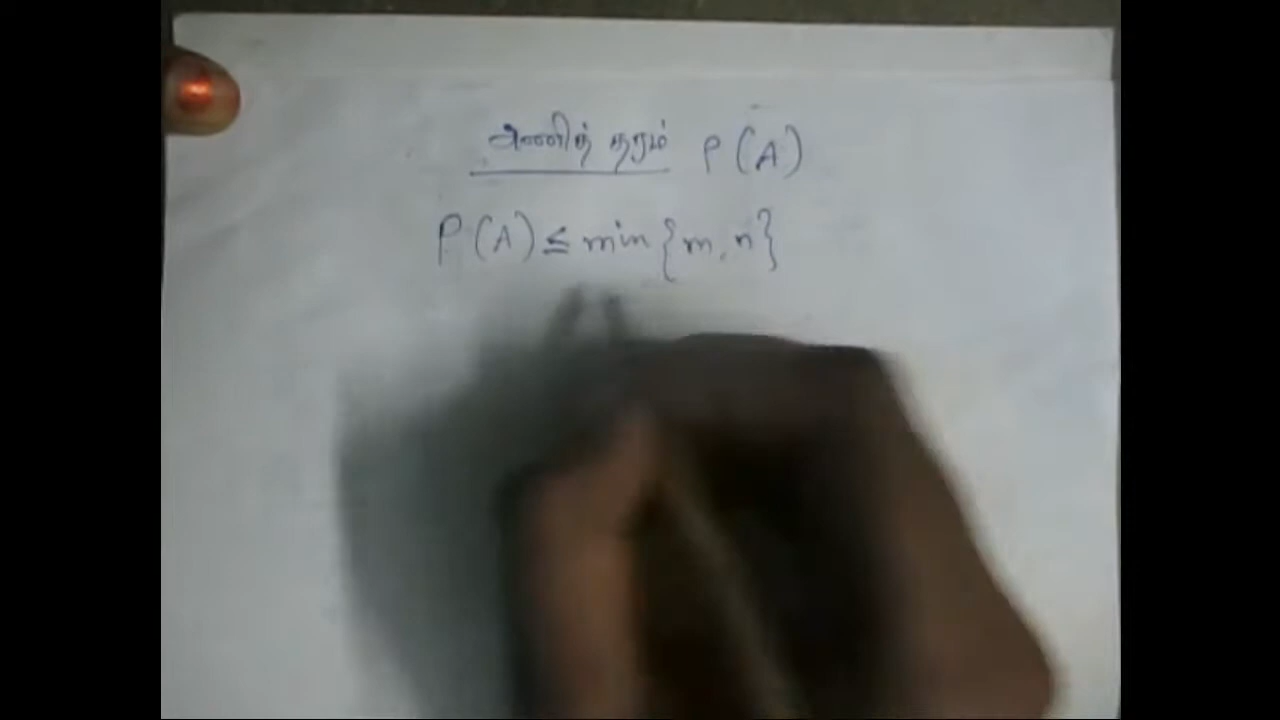 அணித் தரம் ρ(A)
ρ(A) ≤ min {m, n}